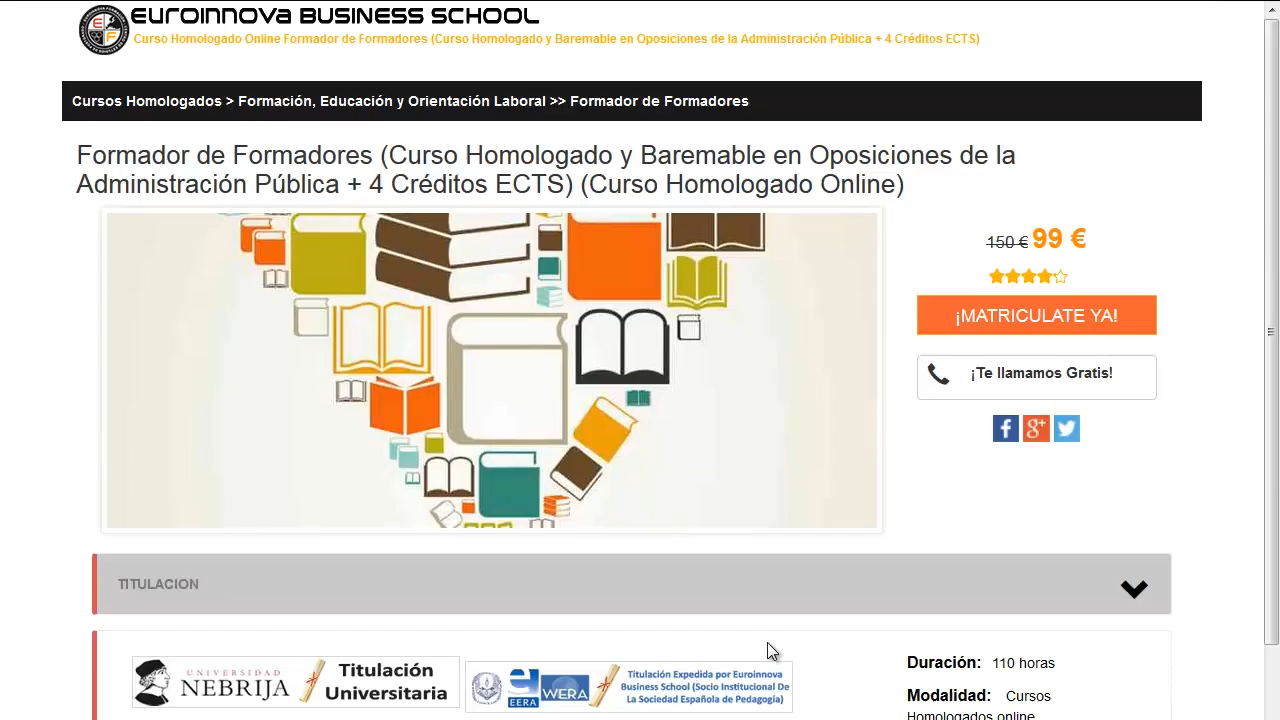 Euroinnova BUSINESS SCHOOL
Curso Homologado Online Formador de Formadores (Curso Homologado y Baremable en Oposiciones de la Administración Pública + 4 Créditos ECTS)
Cursos Homologados > Formación, Educación y Orientación Laboral >> Formador de Formadores
Formador de Formadores (Curso Homologado y Baremable en Oposiciones de la
Administración Pública + 4 Créditos ECTS) (Curso Homologado Online)
150 € 99 €
¡MATRICULATE YA!
¡Te llamamos Gratis!
TITULACION
UNIVERSIDAD
NEBRIJA
Titulación
Universitaria
EERA
WERA
Titulación Expedida por Euroinnova
Business School (Socio Institucional De
La Sociedad Española de Pedagogía)
Duración: 110 horas
Modalidad: Cursos
Homologados online